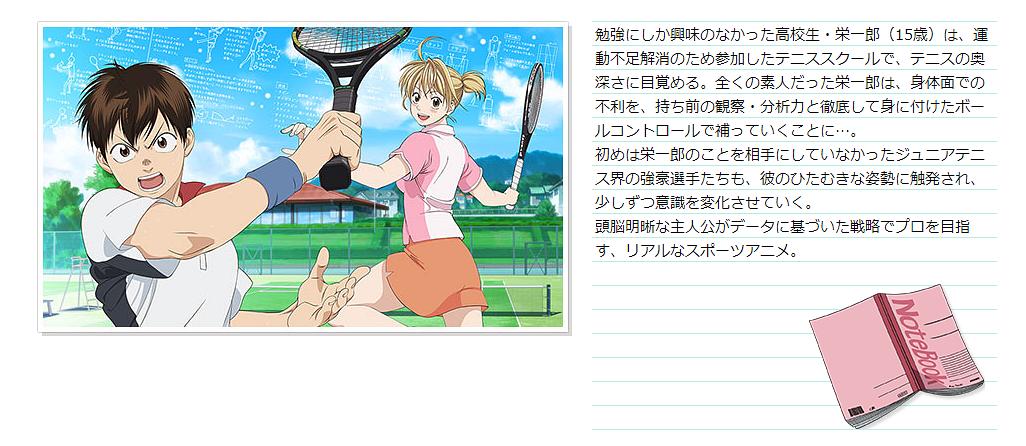 勉強にしか興味のなかった高校生・栄一郎（15歳）は、運
動不足解消のため参加したテニススクールで、テニスの奥
深さに目覚める。全くの素人だった栄一郎は、身体面での
不利を、持ち前の観察・分析力と徹底して身に付けたボー
ルコントロールで補っていくことに…。
初めは栄一郎のことを相手にしていなかったジュニアテニ
ス界の強豪選手たちも、彼のひたむきな姿勢に触発され、
少しずつ意識を変化させていく。
頭脳明晰な主人公がデータに基づいた戦略でプロを目指
す、リアルなスポーツアニメ。
NoteBook